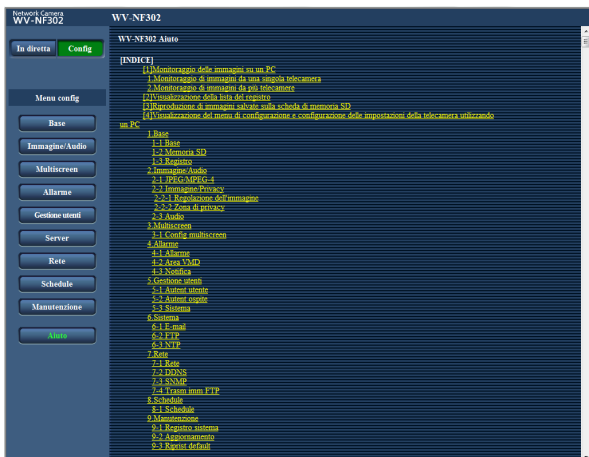 Network Camera
WV-NF302
WV-NF302
In diretta
Config
Menu config
Base
Immagine/Audio
Multiscreen
Allarme
Gestione utenti
Server
Rete
Schedule
Manutenzione
Aiuto
WV-NF302 Aiuto
[INDICE]
[1]Monitoraggio delle immagini su un PC
1.Monitoraggio di immagini da una singola telecamera
2.Monitoraggio di immagini da più telecamere
[2]Visualizzazione della lista del registro
[3]Riproduzione di immagini salvate sulla scheda di memoria SD
[4]Visualizzazione del menu di configurazione e configurazione delle impostazioni della telecamera utilizzando
un PC
1.Base
1-1 Base
1-2 Memoria SD
1-3 Registro
2.Immagine/Audio
2-1 JPEG/MPEG-4
2-2 Immagine/Privacy
2-2-1 Regolazione dell'immagine
2-2-2 Zona di privacy
2-3 Audio
3.Multiscreen
3-1 Config multiscreen
4.Allarme
4-1 Allarme
4-2 Area VMD
4-3 Notifica
5.Gestione utenti
5-1 Autent utente
5-2 Autent ospite
5-3 Sistema
6.Sistema
6-1 E-mail
6-2 FTP
6-3 NTP
7.Rete
7-1 Rete
7-2 DDNS
7-3 SNMP
7-4 Trasm imm FTP
8.Schedule
8-1 Schedule
9.Manutenzione
9-1 Registro sistema
9-2 Aggiornamento
9-3 Riprist default